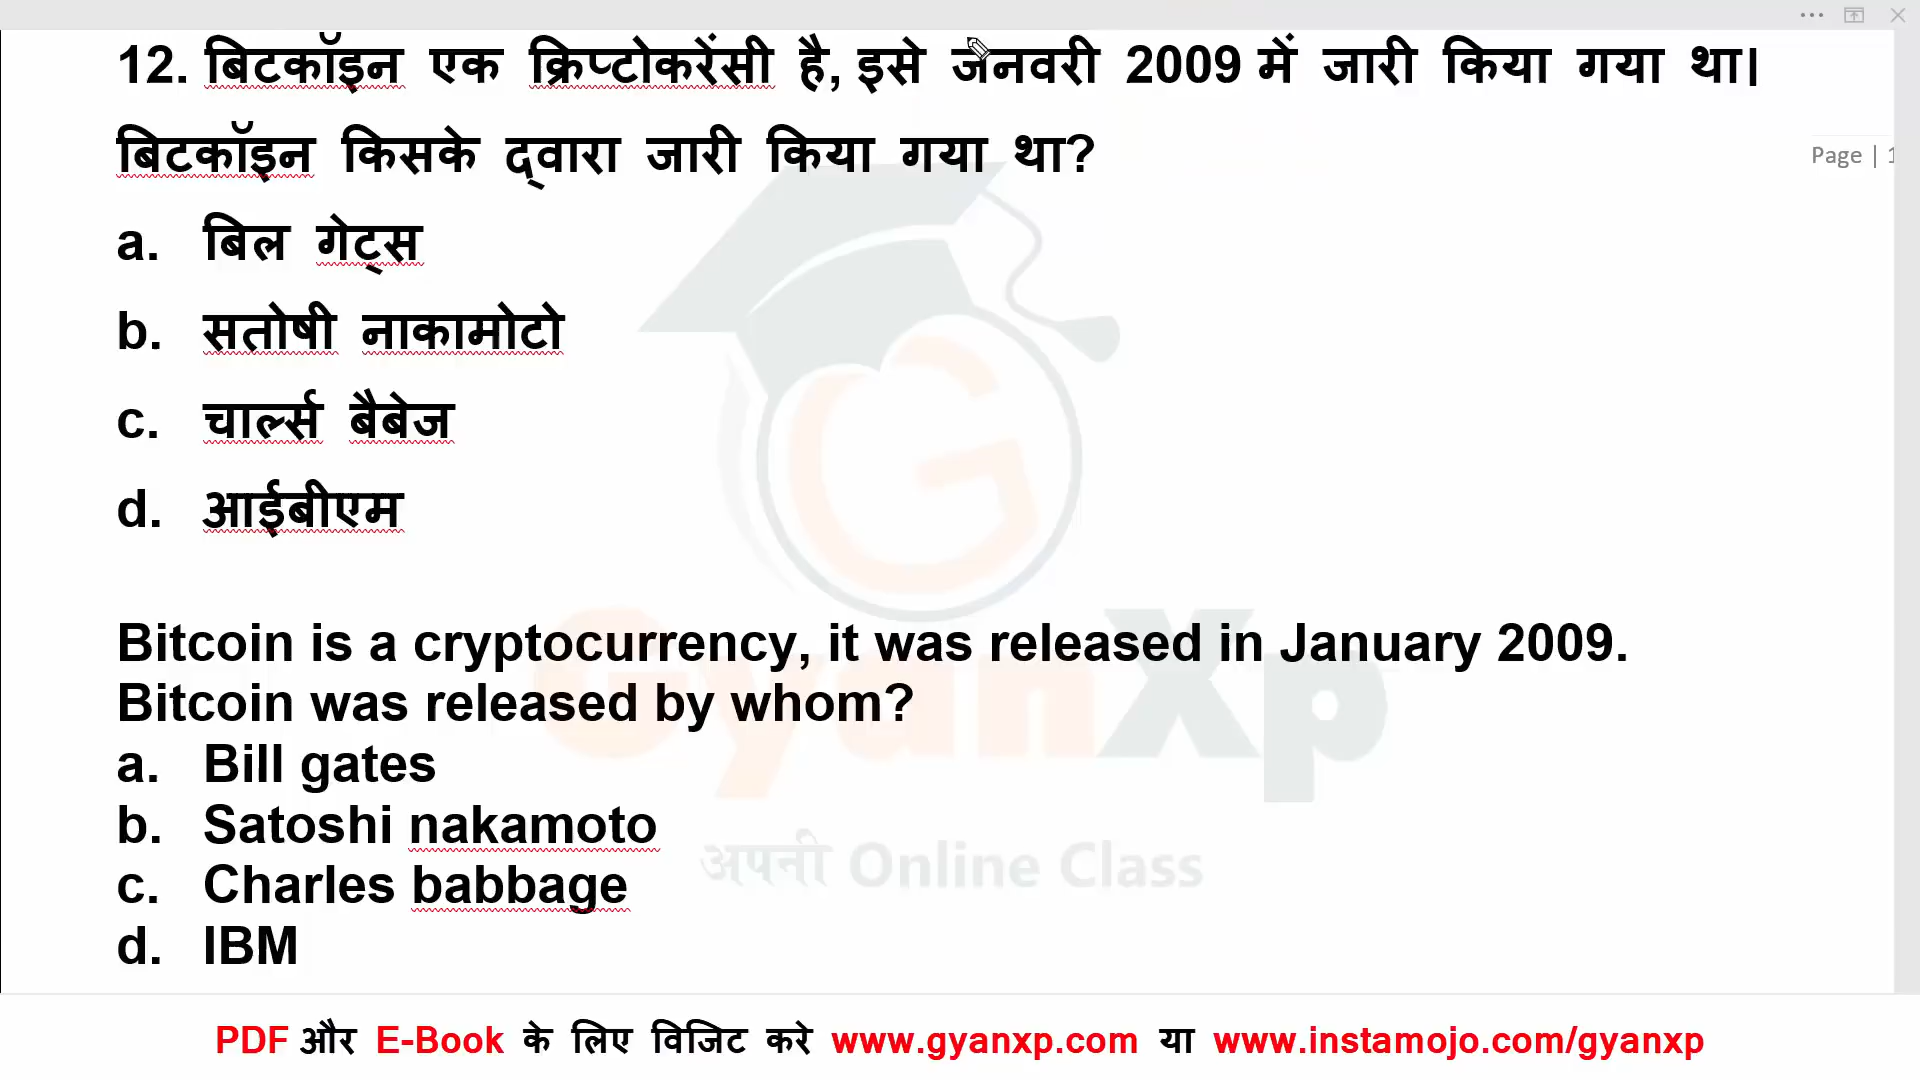 12. बिटकॉइन एक क्रिप्टोकरेंसी है, इसे जनवरी 2009 में जारी किया गया था।
बिटकॉइन किसके द्वारा जारी किया गया था?
Page | 1
a. बिल गेट्स
b. सतोषी नाकामोटो
c. चार्ल्स बैबेज
d. आईबीएम
Bitcoin is a cryptocurrency, it was released in January 2009.
Bitcoin was released by whom?
a. Bill gates
b. Satoshi nakamoto
c. Charles babbage
d. IBM
GyanXp
अपनी Online Class
PDF और E-Book के लिए विजिट करे www.gyanxp.com या www.instamojo.com/gyanxp